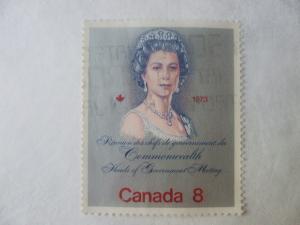 1973
Réunion des chefs de gouvernement du
Commonwealth
Heads of Government Meeting
Canada 8